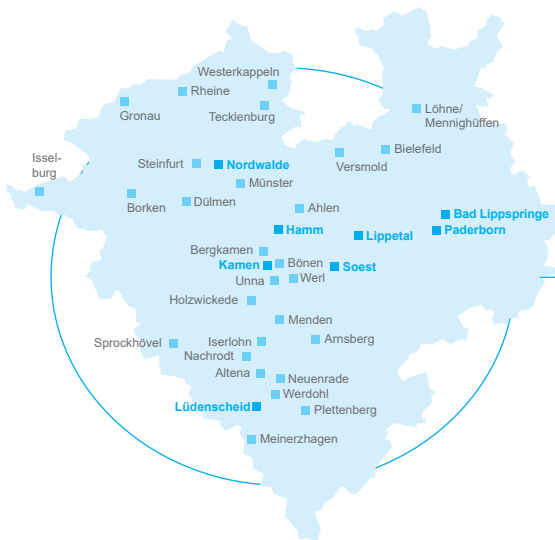 Westerkappeln
Rheine
Gronau
Tecklenburg
Löhne/
Mennighüffen
Issel-
burg
Steinfurt
Nordwalde
Versmold
Bielefeld
Münster
Borken
Dülmen
Ahlen
Bad Lippspringe
Hamm
Lippetal
Paderborn
Bergkamen
Kamen
Bönen
Soest
Unna
Werl
Holzwickede
Menden
Sprockhövel
Iserlohn
Arnsberg
Nachrodt
Altena
Neuenrade
Werdohl
Lüdenscheid
Plettenberg
Meinerzhagen